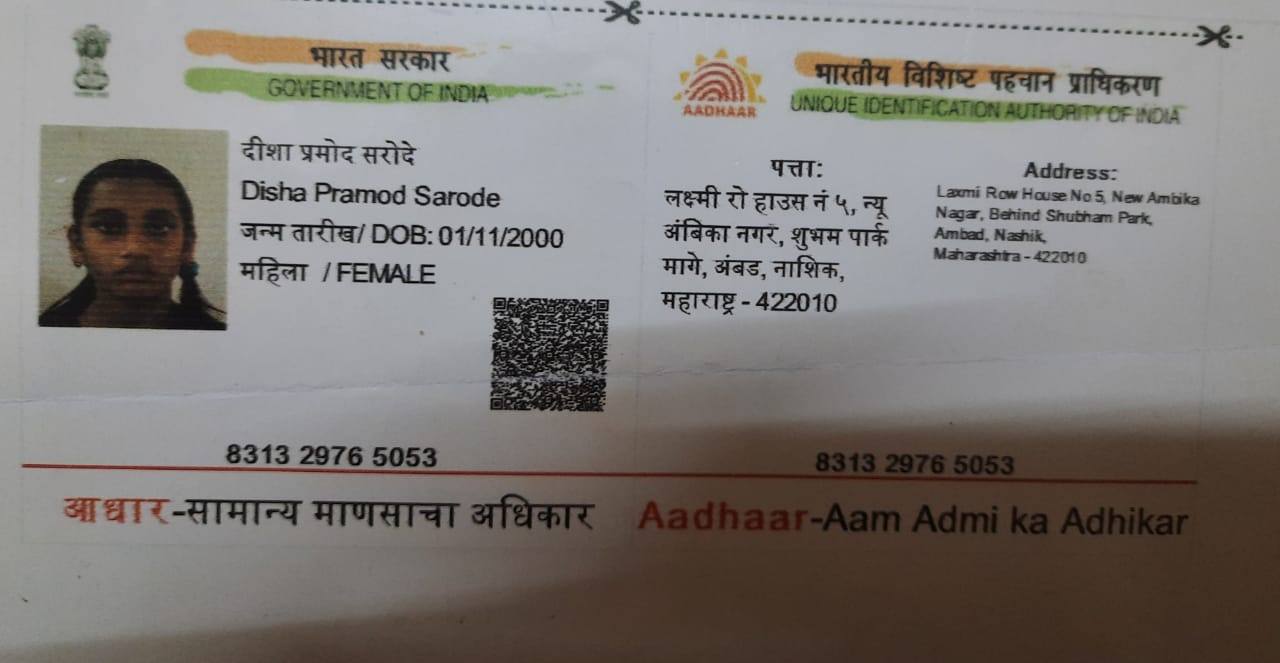 भारत सरकार
GOVERNMENT OF INDIA
दीशा प्रमोद सरोदे
Disha Pramod Sarode
जन्म तारीख/ DOB: 01/11/2000
महिला / FEMALE
8313 2976 5053
आधार-सामान्य माणसाचा अधिकार
AADHAAR
भारतीय विशिष्ट पहचान प्राधिकरण
UNIQUE IDENTIFICATION AUTHORITY OF INDIA
पत्ता:
लक्ष्मी रो हाउस नं ५, न्यू
अंबिका नगर, शुभम पार्क
मागे, अंबड, नाशिक,
महाराष्ट्र - 422010
Address:
Laxmi Row House No 5, New Ambika
Nagar, Behind Shubham Park,
Ambad, Nashik,
Maharashtra - 422010
8313 2976 5053
Aadhaar-Aam Admi ka Adhikar